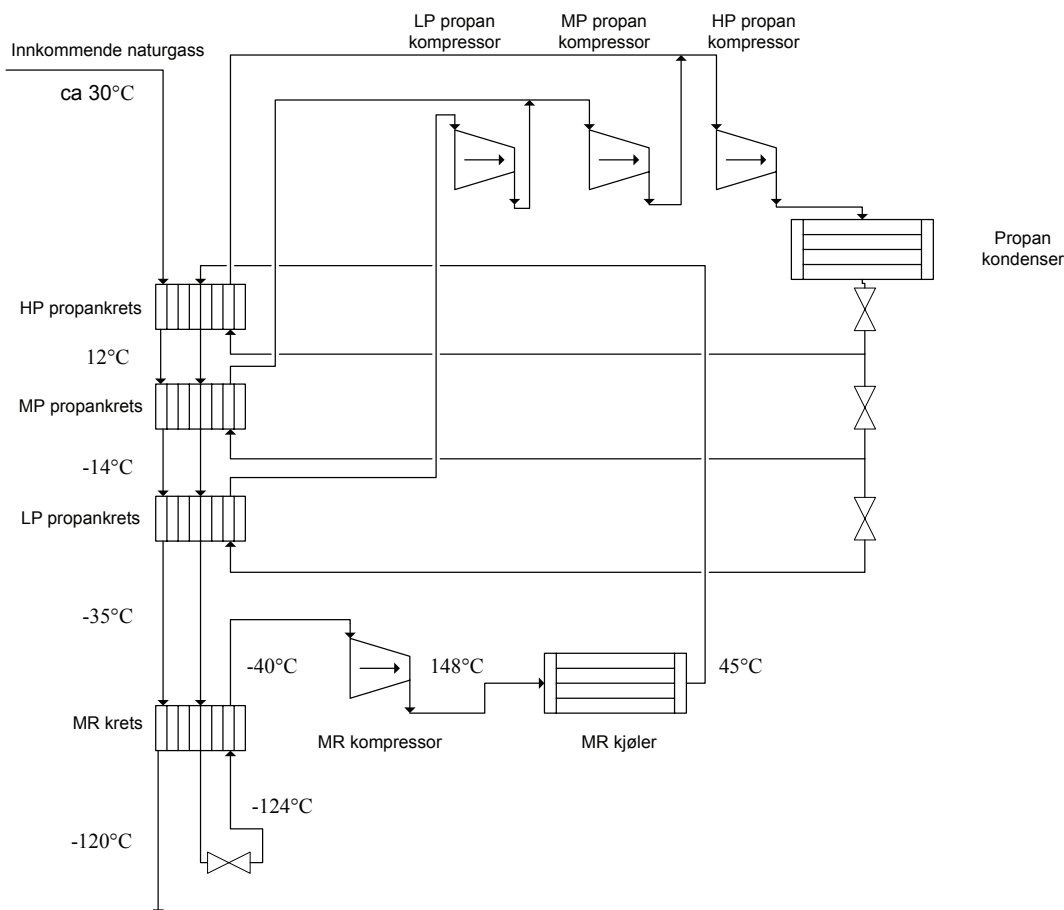 LP propan
kompressor
MP propan
kompressor
HP propan
kompressor
Innkommende naturgass
ca 30°C
Propan
kondenser
HP propankrets
12°C
MP propankrets
-14°C
LP propankrets
-35°C
-40°C
148°C
45°C
MR krets
MR kompressor
MR kjøler
-124°C
-120°C